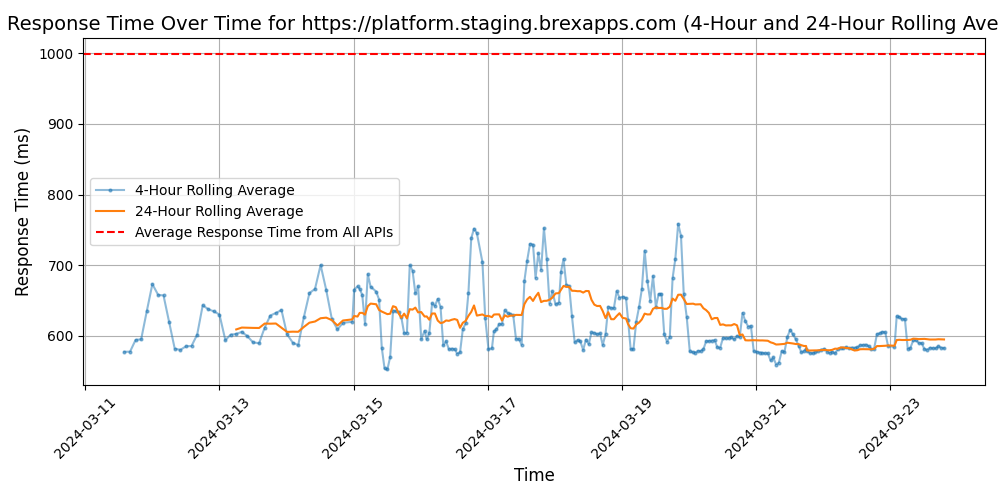 Response Time Over Time for https://platform.staging.brexapps.com (4-Hour and 24-Hour Rolling Ave
Response Time (ms)
1000
900
800
700
600
4-Hour Rolling Average
24-Hour Rolling Average
Average Response Time from All APIs
2024-03-11
2024-03-13
2024-03-15
2024-03-17
2024-03-19
2024-03-21
2024-03-23
Time